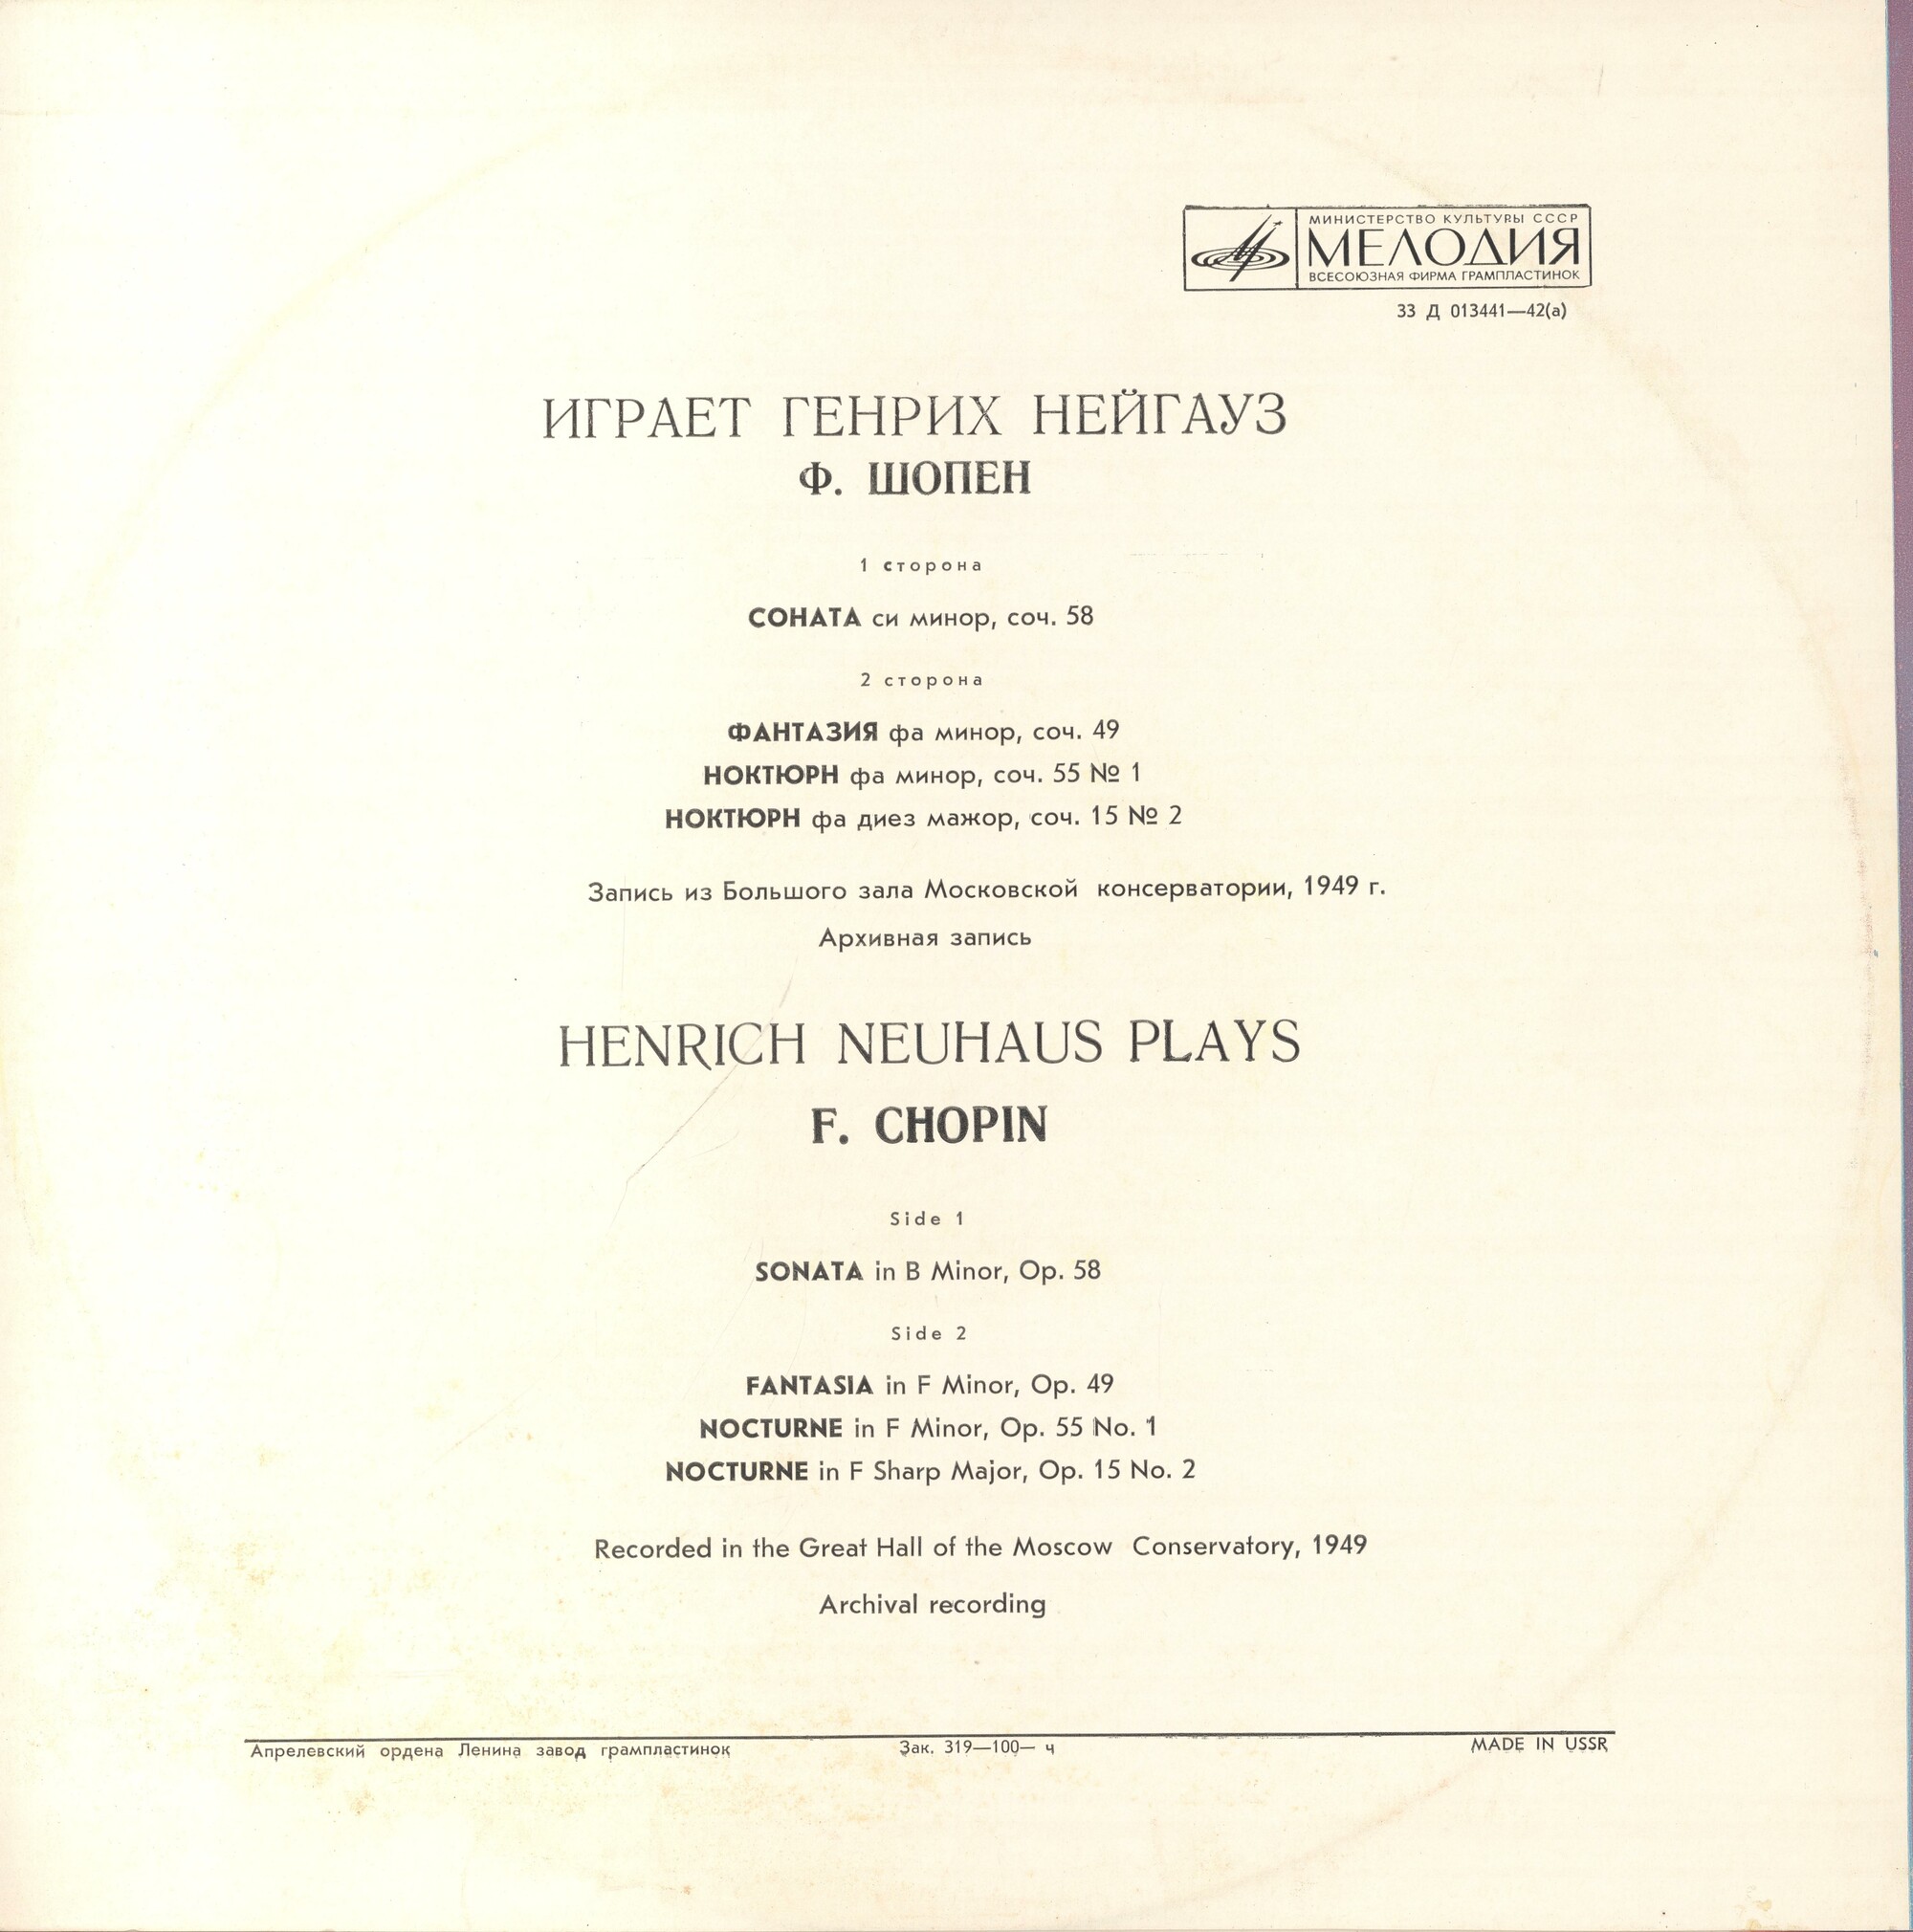 МИНИСТЕРСТВО КУЛЬТУРЫ СССР
МЕЛОДИЯ
ВСЕСОЮЗНАЯ ФИРМА ГРАМПЛАСТИНОК
33 Д 013441—42(а)
ИГРАЕТ ГЕНРИХ НЕЙГАУЗ
Ф. ШОПЕН
1 сторона
СОНАТА си минор, соч. 58
2 сторона
ФАНТАЗИЯ фа минор, соч. 49
НОКТЮРН фа минор, соч. 55 № 1
НОКТЮРН фа диез мажор, соч. 15 № 2
Запись из Большого зала Московской консерватории, 1949 г.
Архивная запись
HENRICH NEUHAUS PLAYS
F. CHOPIN
Side 1
SONATA in B Minor, Op. 58
Side 2
FANTASIA in F Minor, Op. 49
NOCTURNE in F Minor, Op. 55 No. 1
NOCTURNE in F Sharp Major, Op. 15 No. 2
Recorded in the Great Hall of the Moscow Conservatory, 1949
Archival recording
Апрелевский ордена Ленина завод грампластинок Зак. 319—100— ч MADE IN USSR